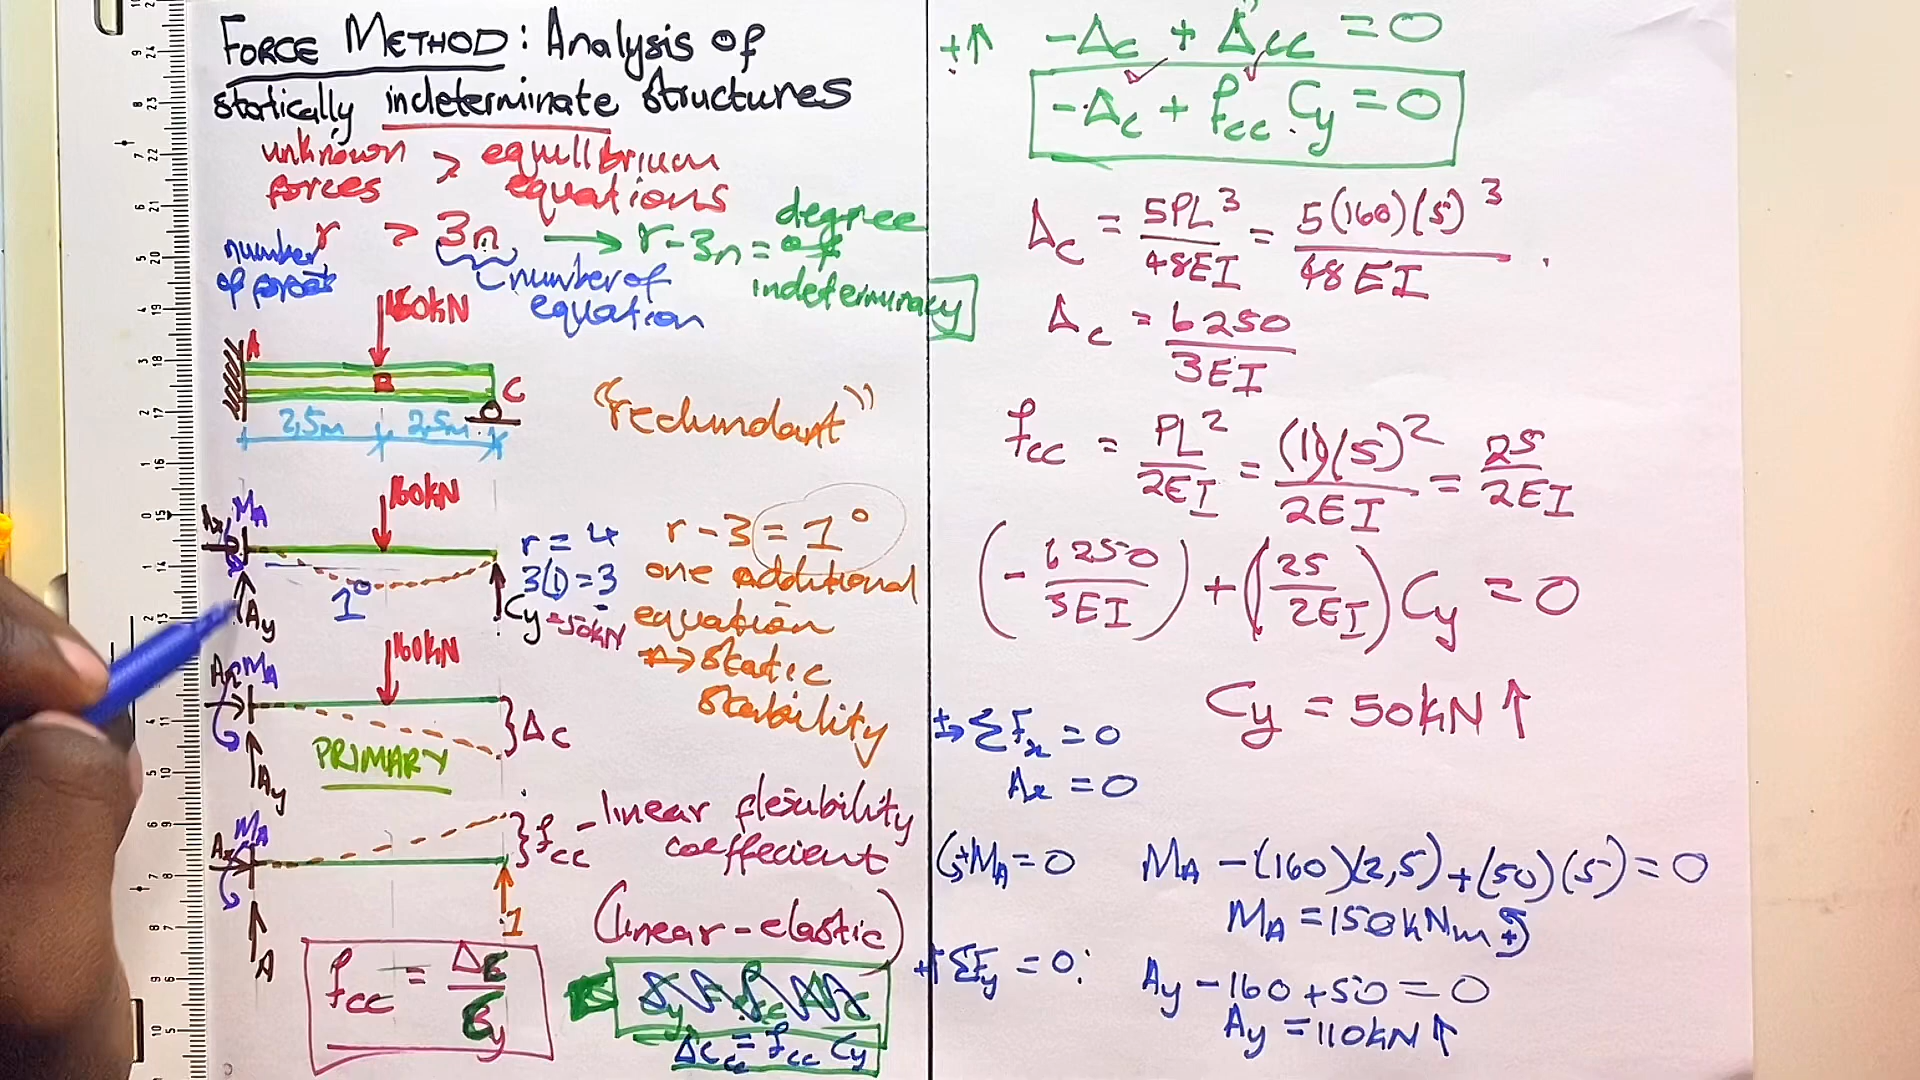 FORCE METHOD: Analysis of
statically indeterminate structures
unknown forces > equilibrium equations
r > 3n → r - 3n = degree of indeterminacy
number of forces
number of equation
160kN
A
B
C
2,5m 2,5m
"redundant"
160kN
Ax MA
Ay
1°
Cy = 50kN
r = 4
3(1) = 3
r - 3 = 1°
one additional
equation
→ static
stability
160kN
Ax MA
Ay
PRIMARY
Δc
Ax MA
A
1
fcc - linear flexibility
coeffecient
(linear-elastic)
fcc = ΔC/Cy
ΔCc = fcc Cy
+↑ -Δc + Δcc = 0
-Δc + fcc . Cy = 0
Δc = 5PL³/48EI = 5(160)(5)³/48EI .
Δc = 6250/3EI
fcc = PL²/2EI = (1)(5)²/2EI = 25/2EI
(-6250/3EI) + (25/2EI) Cy = 0
Cy = 50kN ↑
+→ ΣFx = 0
Ax = 0
+MA = 0 MA - (160)(2,5) + (50)(5) = 0
MA = 150kNm
+↑ ΣFy = 0: Ay - 160 + 50 = 0
Ay = 110kN ↑